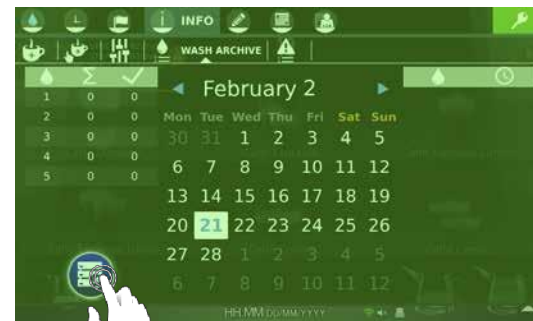 INFO
WASH ARCHIVE
Σ
February 2
1 0 0
2 0 0
3 0 0
4 0 0
5 0 0
Mon Tue Wed Thu Fri Sat Sun
30 31 1 2 3 4 5
6 7 8 9 10 11 12
13 14 15 16 17 18 19
20 21 22 23 24 25 26
27 28 1 2 3 4 5
6 7 8 9 10 11 12
HH.MM DD/MM/YYYY